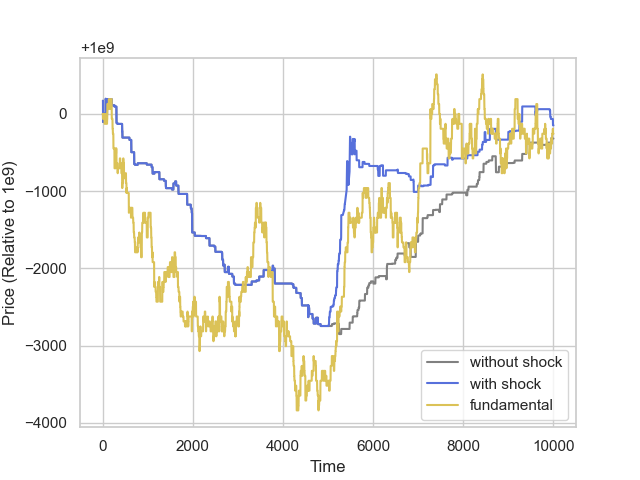 +1e9
Price (Relative to 1e9)
0
−1000
−2000
−3000
−4000
without shock
with shock
fundamental
0 2000 4000 6000 8000 10000
Time